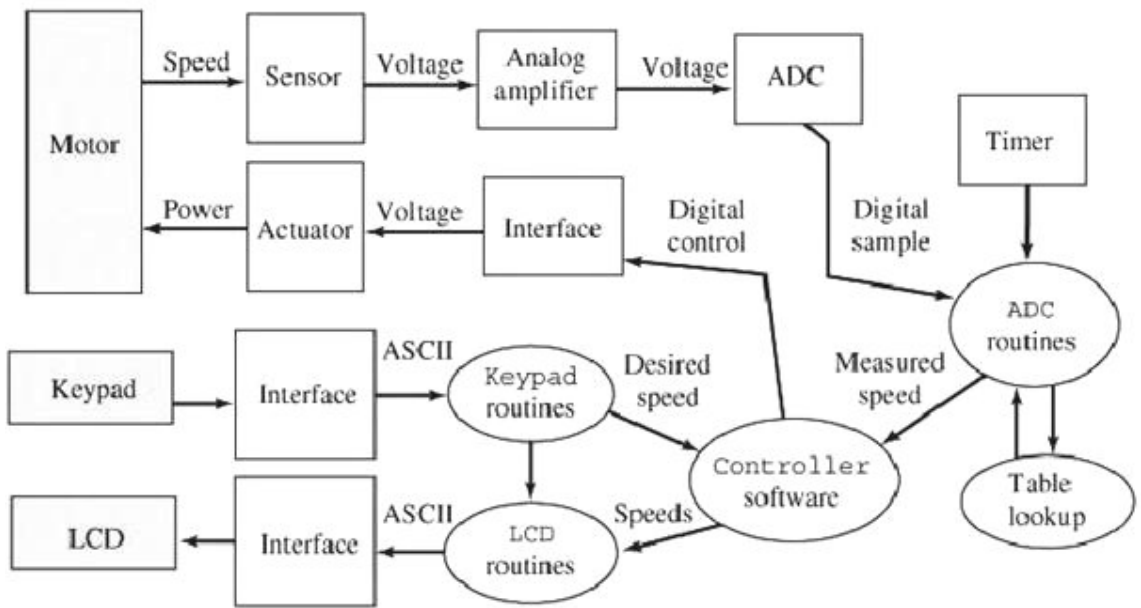 Motor
Speed
Sensor
Voltage
Analog
amplifier
Voltage
ADC
Timer
Power
Actuator
Voltage
Interface
Digital
control
Digital
sample
ADC
routines
Keypad
Interface
ASCII
Keypad
routines
Desired
speed
Measured
speed
Controller
software
Table
lookup
LCD
Interface
ASCII
LCD
routines
Speeds